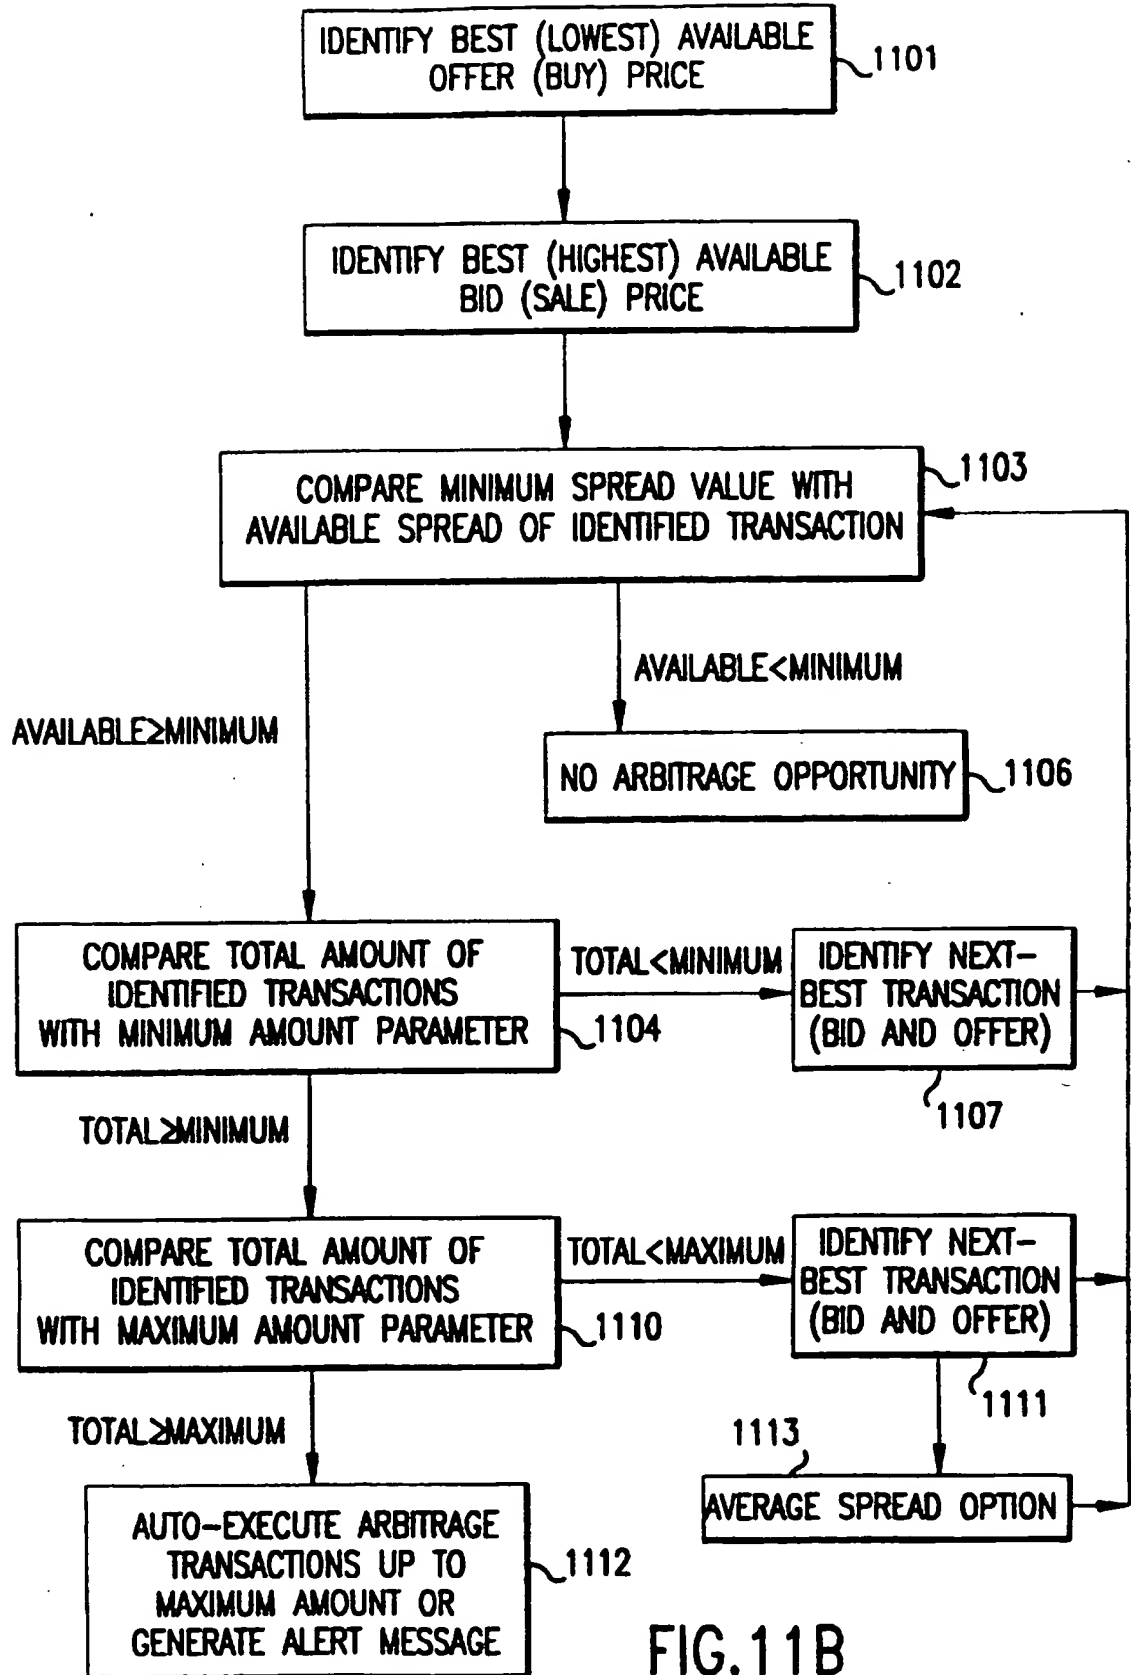 IDENTIFY BEST (LOWEST) AVAILABLE
OFFER (BUY) PRICE
1101
IDENTIFY BEST (HIGHEST) AVAILABLE
BID (SALE) PRICE
1102
COMPARE MINIMUM SPREAD VALUE WITH
AVAILABLE SPREAD OF IDENTIFIED TRANSACTION
1103
AVAILABLE<MINIMUM
AVAILABLE≥MINIMUM
NO ARBITRAGE OPPORTUNITY
1106
COMPARE TOTAL AMOUNT OF
IDENTIFIED TRANSACTIONS
WITH MINIMUM AMOUNT PARAMETER
1104
TOTAL<MINIMUM
IDENTIFY NEXT-
BEST TRANSACTION
(BID AND OFFER)
1107
TOTAL≥MINIMUM
COMPARE TOTAL AMOUNT OF
IDENTIFIED TRANSACTIONS
WITH MAXIMUM AMOUNT PARAMETER
1110
TOTAL<MAXIMUM
IDENTIFY NEXT-
BEST TRANSACTION
(BID AND OFFER)
1111
TOTAL≥MAXIMUM
1113
AVERAGE SPREAD OPTION
AUTO-EXECUTE ARBITRAGE
TRANSACTIONS UP TO
MAXIMUM AMOUNT OR
GENERATE ALERT MESSAGE
1112
FIG.11B